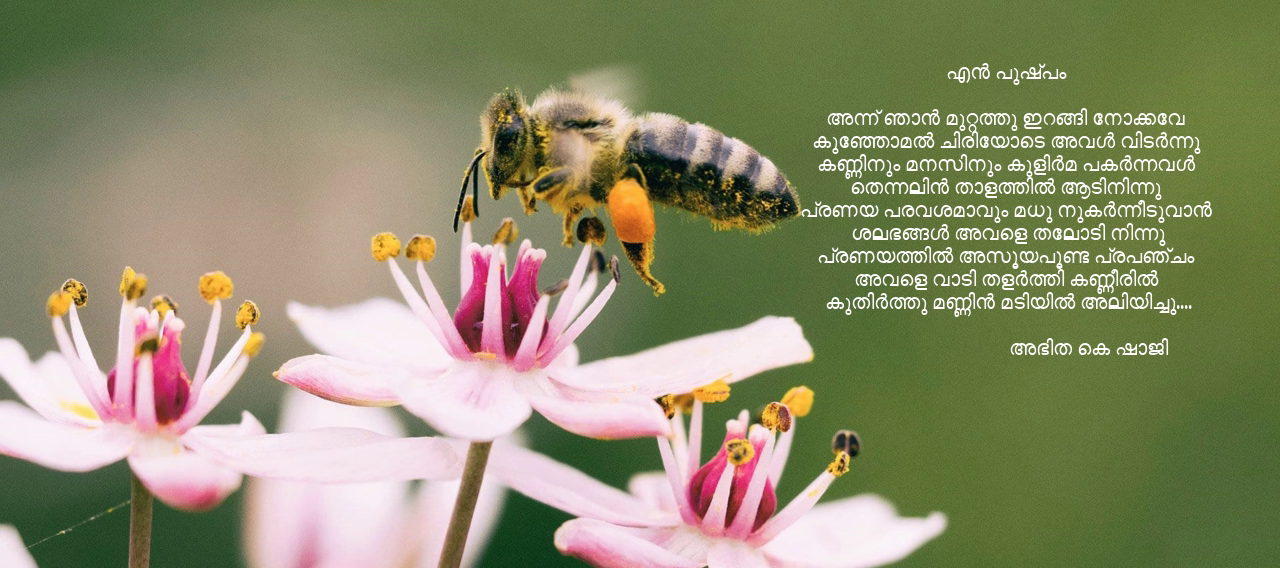 എൻ പുഷ്പം
അന്ന് ഞാൻ മുറ്റത്തു ഇറങ്ങി നോക്കവേ
കുഞ്ഞോമൽ ചിരിയോടെ അവൾ വിടർന്നു
കണ്ണിനും മനസിനും കുളിർമ പകർന്നവൾ
തെന്നലിൻ താളത്തിൽ ആടിനിന്നു
പ്രണയ പരവശമാവും മധു നുകർന്നീടുവാൻ
ശലഭങ്ങൾ അവളെ തലോടി നിന്നു
പ്രണയത്തിൽ അസൂയപൂണ്ട പ്രപഞ്ചം
അവളെ വാടി തളർത്തി കണ്ണീരിൽ
കുതിർത്തു മണ്ണിൻ മടിയിൽ അലിയിച്ചു....
അഭിത കെ ഷാജി